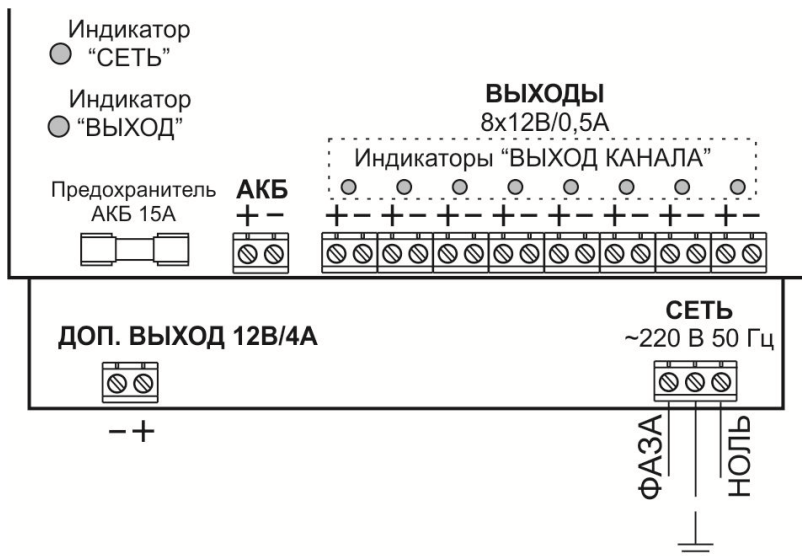 Индикатор
“СЕТЬ”
Индикатор
“ВЫХОД”
ВЫХОДЫ
8х12В/0,5А
Индикаторы “ВЫХОД КАНАЛА”
Предохранитель
АКБ 15А
АКБ
+ −
+ − + − + − + − + − + − + − + −
ДОП. ВЫХОД 12В/4А
− +
СЕТЬ
~220 В 50 Гц
ФАЗА
НОЛЬ